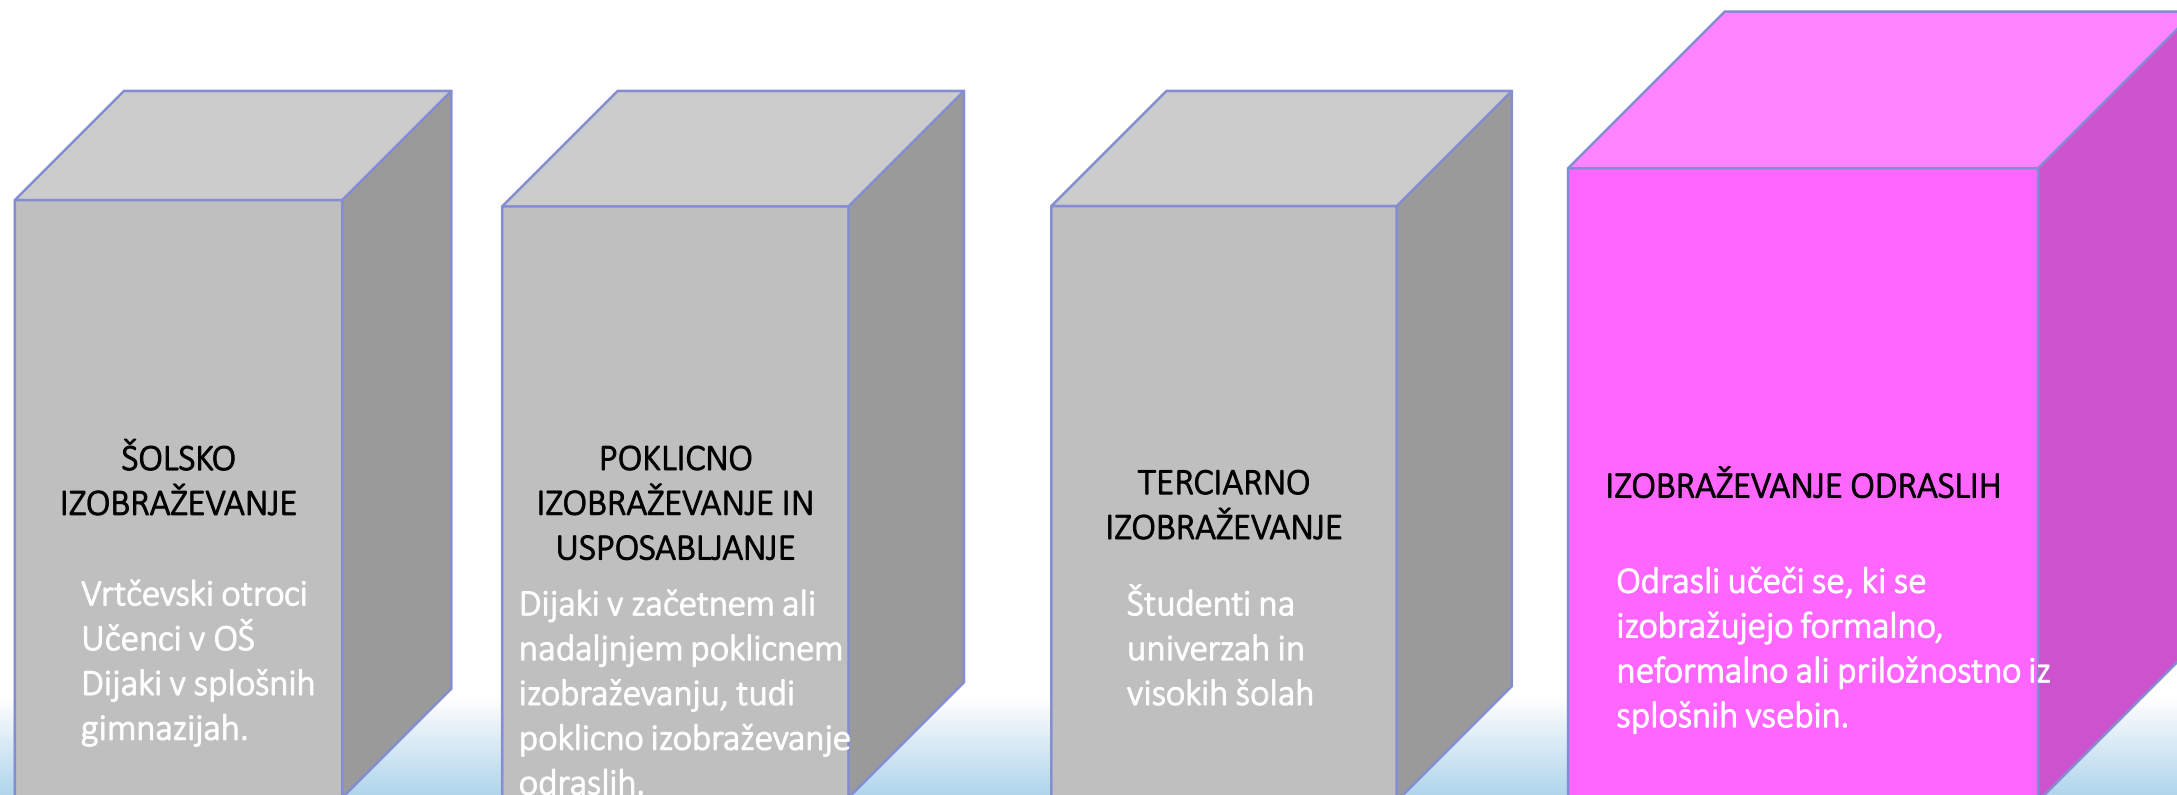 ŠOLSKO
IZOBRAŽEVANJE
Vrtčevski otroci
Učenci v OŠ
Dijaki v splošnih
gimnazijah.
POKLICNO
IZOBRAŽEVANJE IN
USPOSABLJANJE
Dijaki v začetnem ali
nadaljnjem poklicnem
izobraževanju, tudi
poklicno izobraževanje
odraslih.
TERCIARNO
IZOBRAŽEVANJE
Študenti na
univerzah in
visokih šolah
IZOBRAŽEVANJE ODRASLIH
Odrasli učeči se, ki se
izobražujejo formalno,
neformalno ali priložnostno iz
splošnih vsebin.